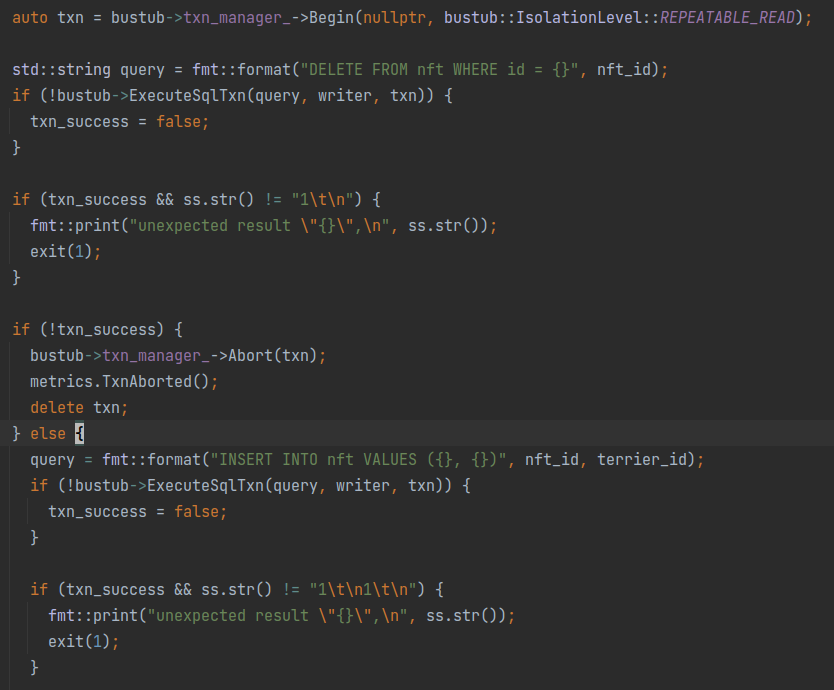 auto txn = bustub->txn_manager_->Begin(nullptr, bustub::IsolationLevel::REPEATABLE_READ);
std::string query = fmt::format("DELETE FROM nft WHERE id = {}", nft_id);
if (!bustub->ExecuteSqlTxn(query, writer, txn)) {
txn_success = false;
}
if (txn_success && ss.str() != "1\t\n") {
fmt::print("unexpected result \"{}\",\n", ss.str());
exit(1);
}
if (!txn_success) {
bustub->txn_manager_->Abort(txn);
metrics.TxnAborted();
delete txn;
} else {
query = fmt::format("INSERT INTO nft VALUES ({}, {})", nft_id, terrier_id);
if (!bustub->ExecuteSqlTxn(query, writer, txn)) {
txn_success = false;
}
if (txn_success && ss.str() != "1\t\n1\t\n") {
fmt::print("unexpected result \"{}\",\n", ss.str());
exit(1);
}